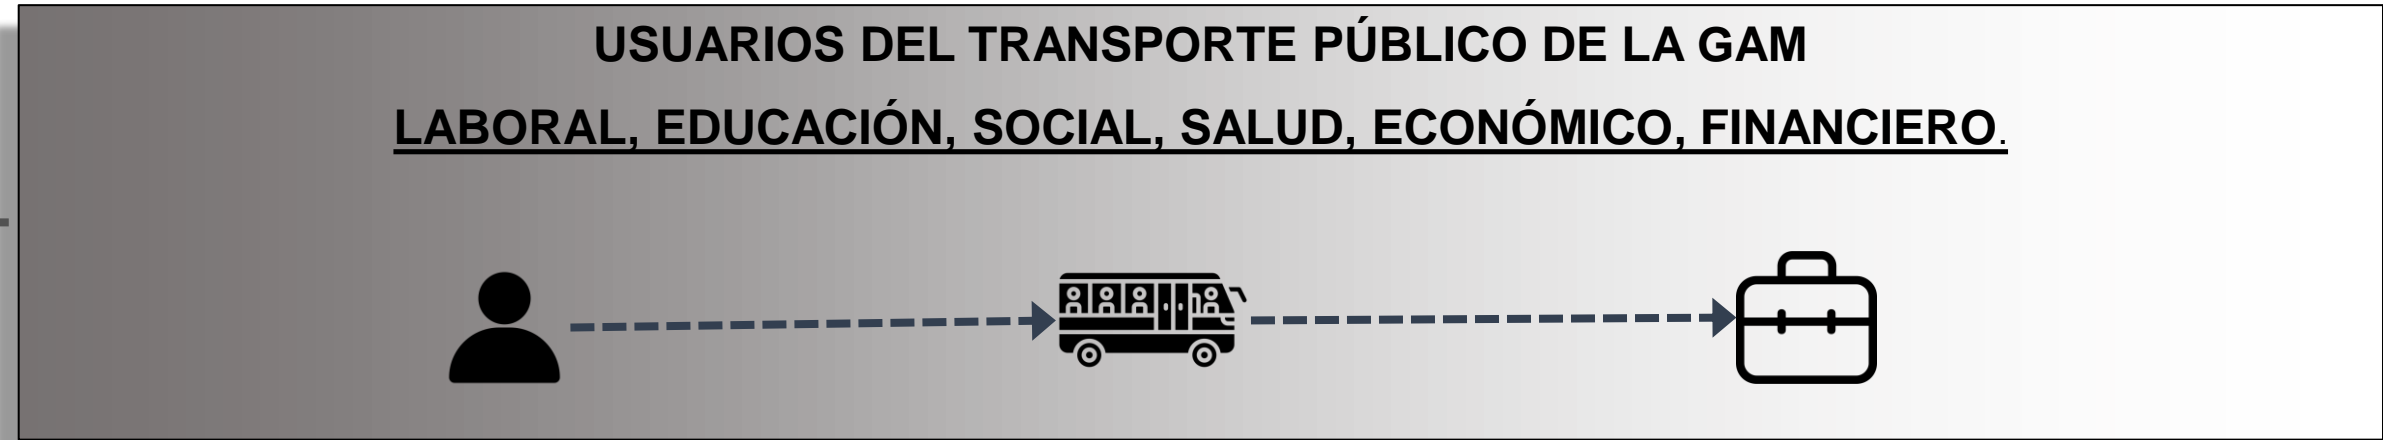 USUARIOS DEL TRANSPORTE PÚBLICO DE LA GAM
LABORAL, EDUCACIÓN, SOCIAL, SALUD, ECONÓMICO, FINANCIERO.